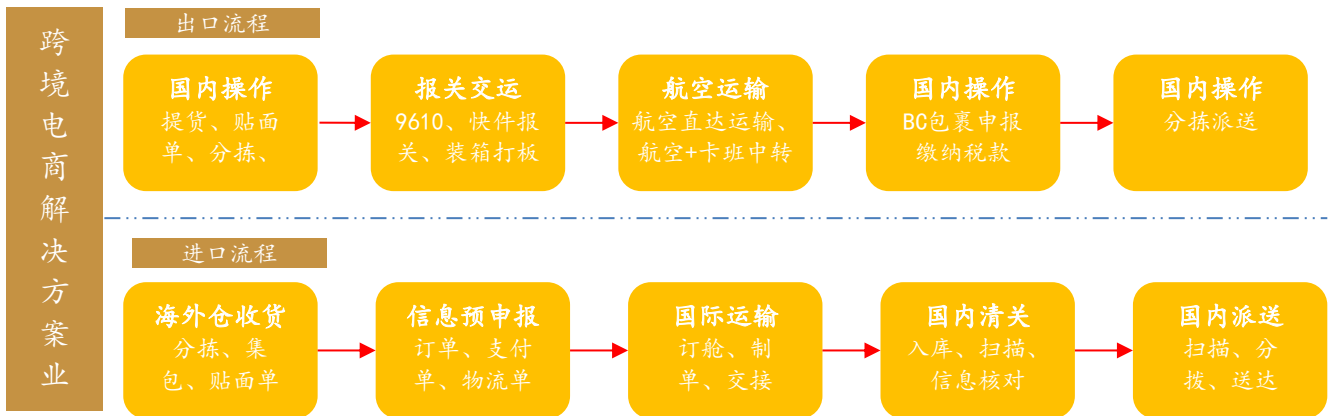 跨境电商解决方案业
出口流程
国内操作
提货、贴面
单、分拣、
报关交运
9610、快件报
关、装箱打板
航空运输
航空直达运输、
航空+卡班中转
国内操作
BC包裹申报
缴纳税款
国内操作
分拣派送
进口流程
海外仓收货
分拣、集
包、贴面单
信息预申报
订单、支付
单、物流单
国际运输
订舱、制
单、交接
国内清关
入库、扫描、
信息核对
国内派送
扫描、分
拨、送达